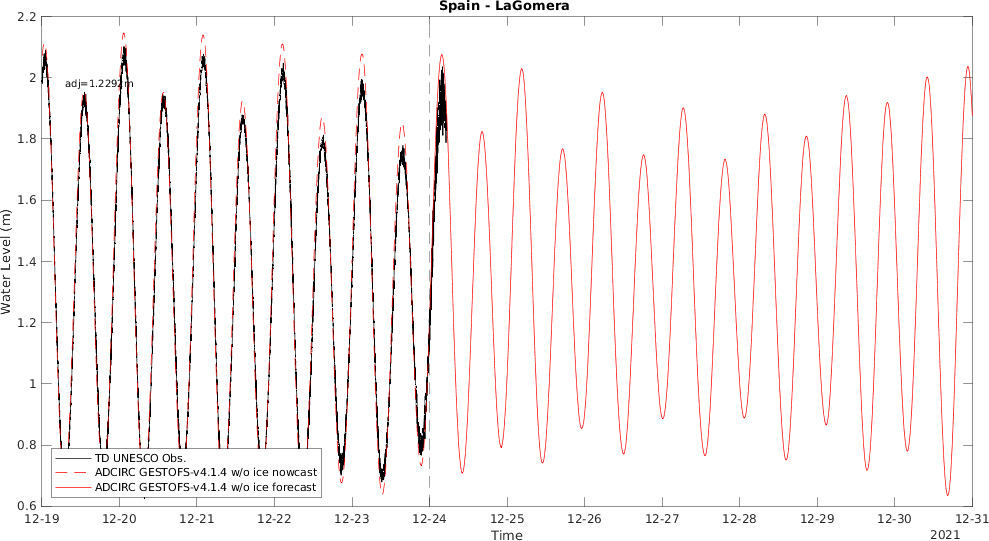 Spain - LaGomera
adj=1.2292m
Water Level (m)
2.2
2
1.8
1.6
1.4
1.2
1
0.8
0.6
TD UNESCO Obs.
ADCIRC GESTOFS-v4.1.4 w/o ice nowcast
ADCIRC GESTOFS-v4.1.4 w/o ice forecast
12-19 12-20 12-21 12-22 12-23 12-24 12-25 12-26 12-27 12-28 12-29 12-30 12-31
Time
2021